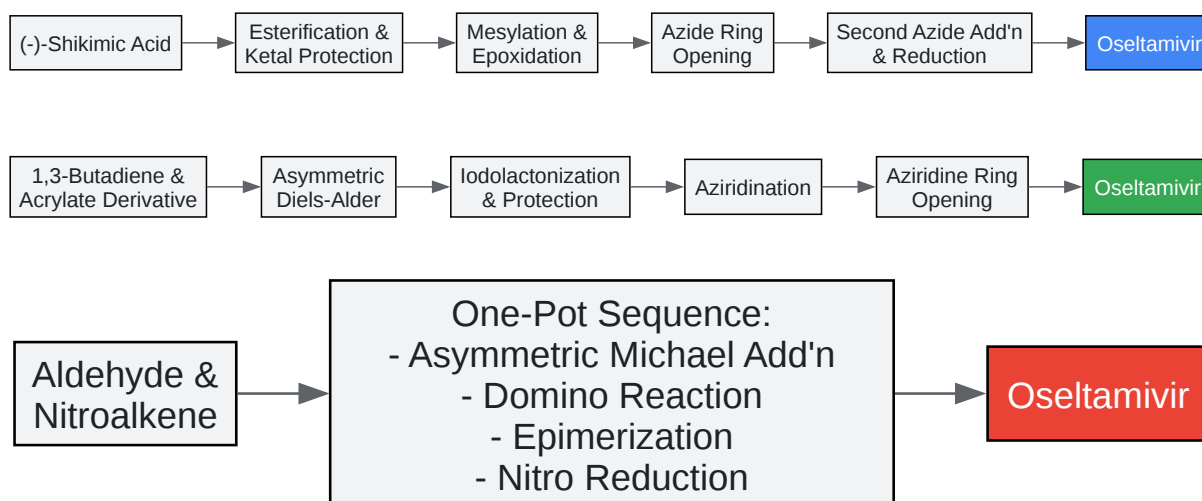 (-)-Shikimic Acid
Esterification &
Ketal Protection
Mesylation &
Epoxidation
Azide Ring
Opening
Second Azide Add'n
& Reduction
Oseltamivir
1,3-Butadiene &
Acrylate Derivative
Asymmetric
Diels-Alder
Iodolactonization
& Protection
Aziridination
Aziridine Ring
Opening
Oseltamivir
Aldehyde &
Nitroalkene
One-Pot Sequence:
- Asymmetric Michael Add'n
- Domino Reaction
- Epimerization
- Nitro Reduction
Oseltamivir